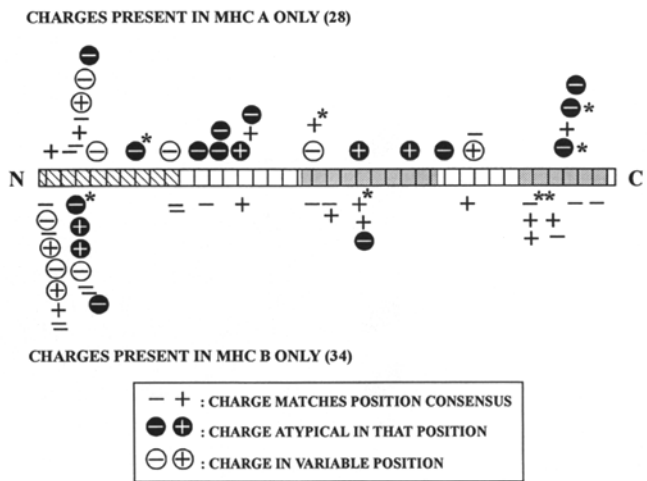 CHARGES PRESENT IN MHC A ONLY (28)
N C
CHARGES PRESENT IN MHC B ONLY (34)
− + : CHARGE MATCHES POSITION CONSENSUS
: CHARGE ATYPICAL IN THAT POSITION
: CHARGE IN VARIABLE POSITION